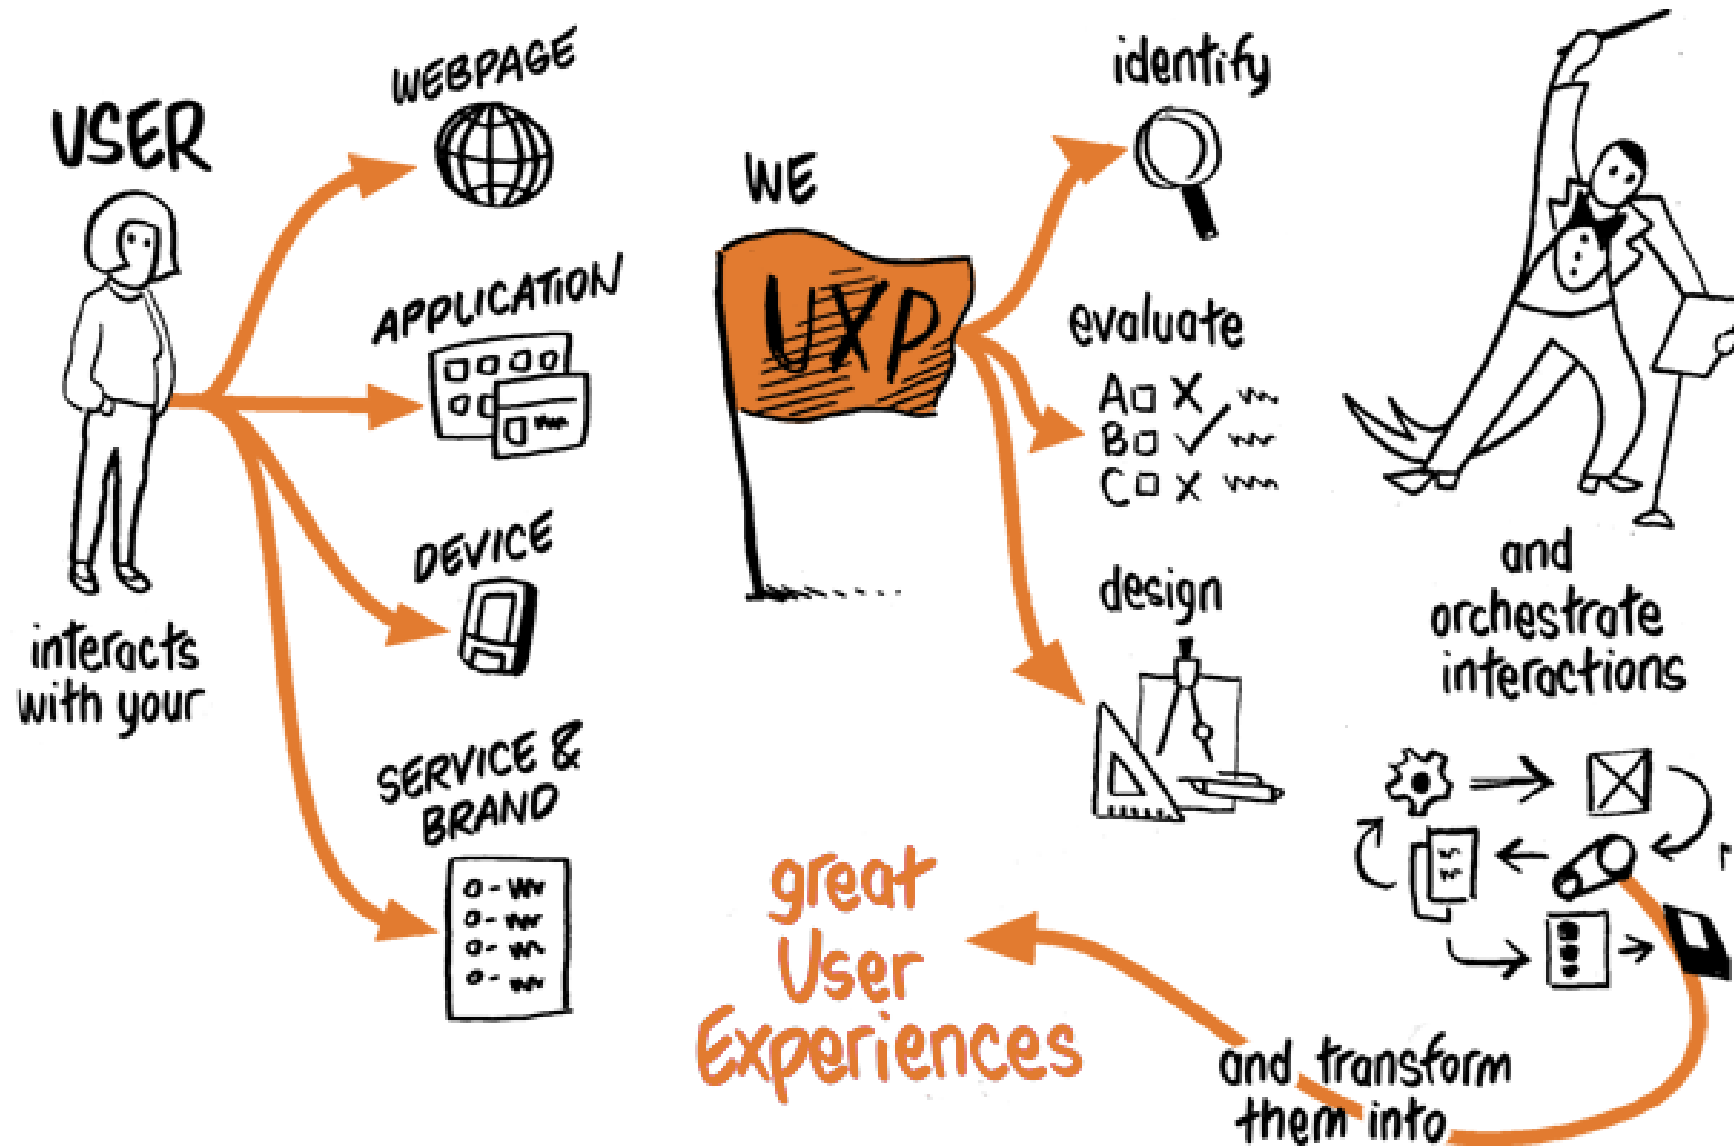 USER
interacts
with your
WEBPAGE
APPLICATION
DEVICE
SERVICE &
BRAND
WE
UXP
identify
evaluate
A
B
C
design
and
orchestrate
interactions
and transform
them into
great
User
Experiences